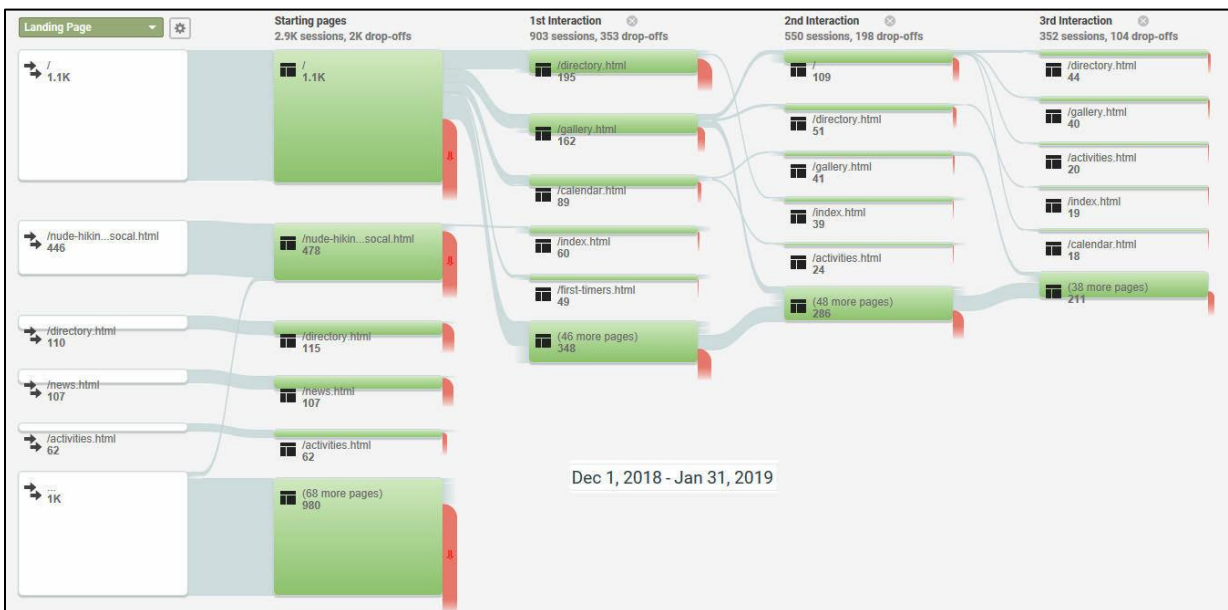 Landing Page
Starting pages
2.9K sessions, 2K drop-offs
1st Interaction
903 sessions, 353 drop-offs
2nd Interaction
550 sessions, 198 drop-offs
3rd Interaction
352 sessions, 104 drop-offs
/
1.1K
/nude-hikin...socal.html
446
/directory.html
110
/news.html
107
/activities.html
62
...
1K
/
1.1K
/nude-hikin...socal.html
478
/directory.html
115
/news.html
107
/activities.html
62
(68 more pages)
980
/directory.html
195
/gallery.html
162
/calendar.html
89
/index.html
60
/first-timers.html
49
(46 more pages)
348
/
109
/directory.html
51
/gallery.html
41
/index.html
39
/activities.html
24
(48 more pages)
286
/directory.html
44
/gallery.html
40
/activities.html
20
/index.html
19
/calendar.html
18
(38 more pages)
211
Dec 1, 2018 - Jan 31, 2019